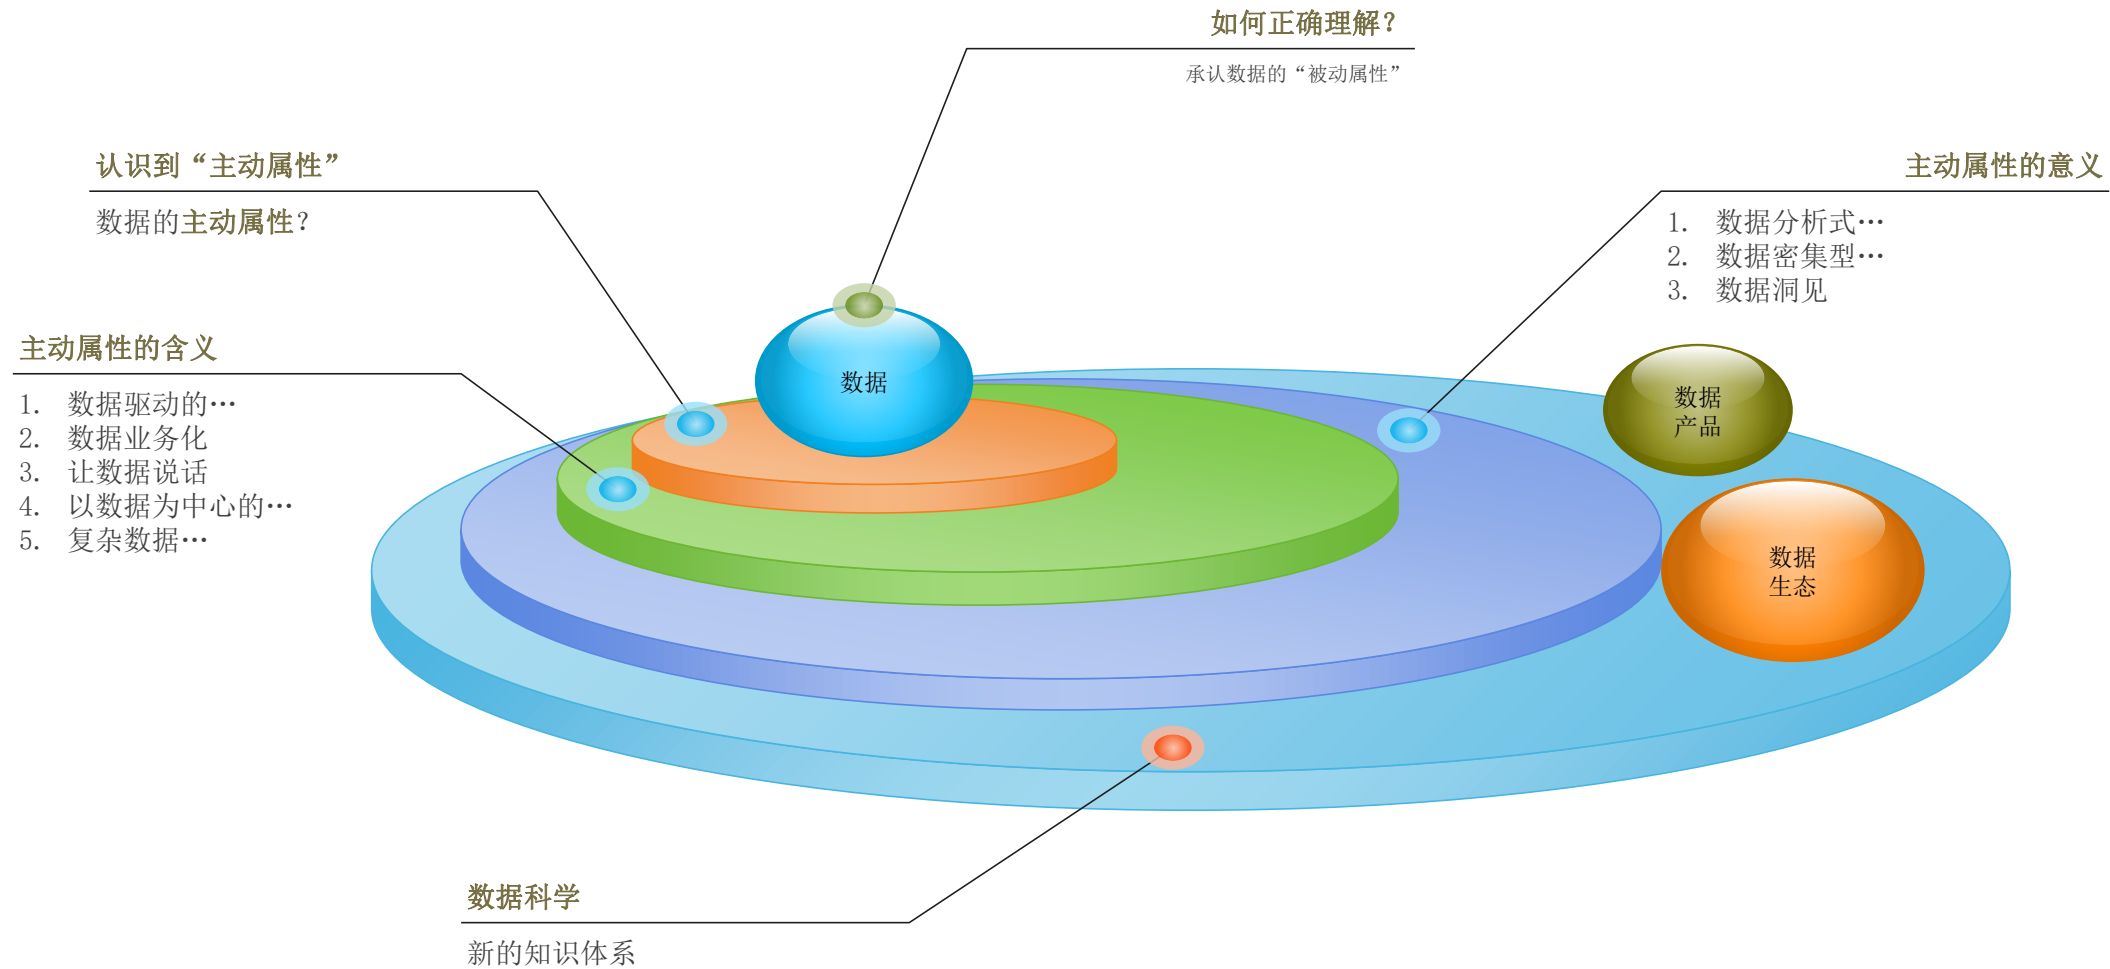 如何正确理解？
承认数据的“被动属性”
认识到“主动属性”
数据的主动属性？
主动属性的意义
1. 数据分析式…
2. 数据密集型…
3. 数据洞见
主动属性的含义
1. 数据驱动的…
2. 数据业务化
3. 让数据说话
4. 以数据为中心的…
5. 复杂数据…
数据
数据
产品
数据
生态
数据科学
新的知识体系